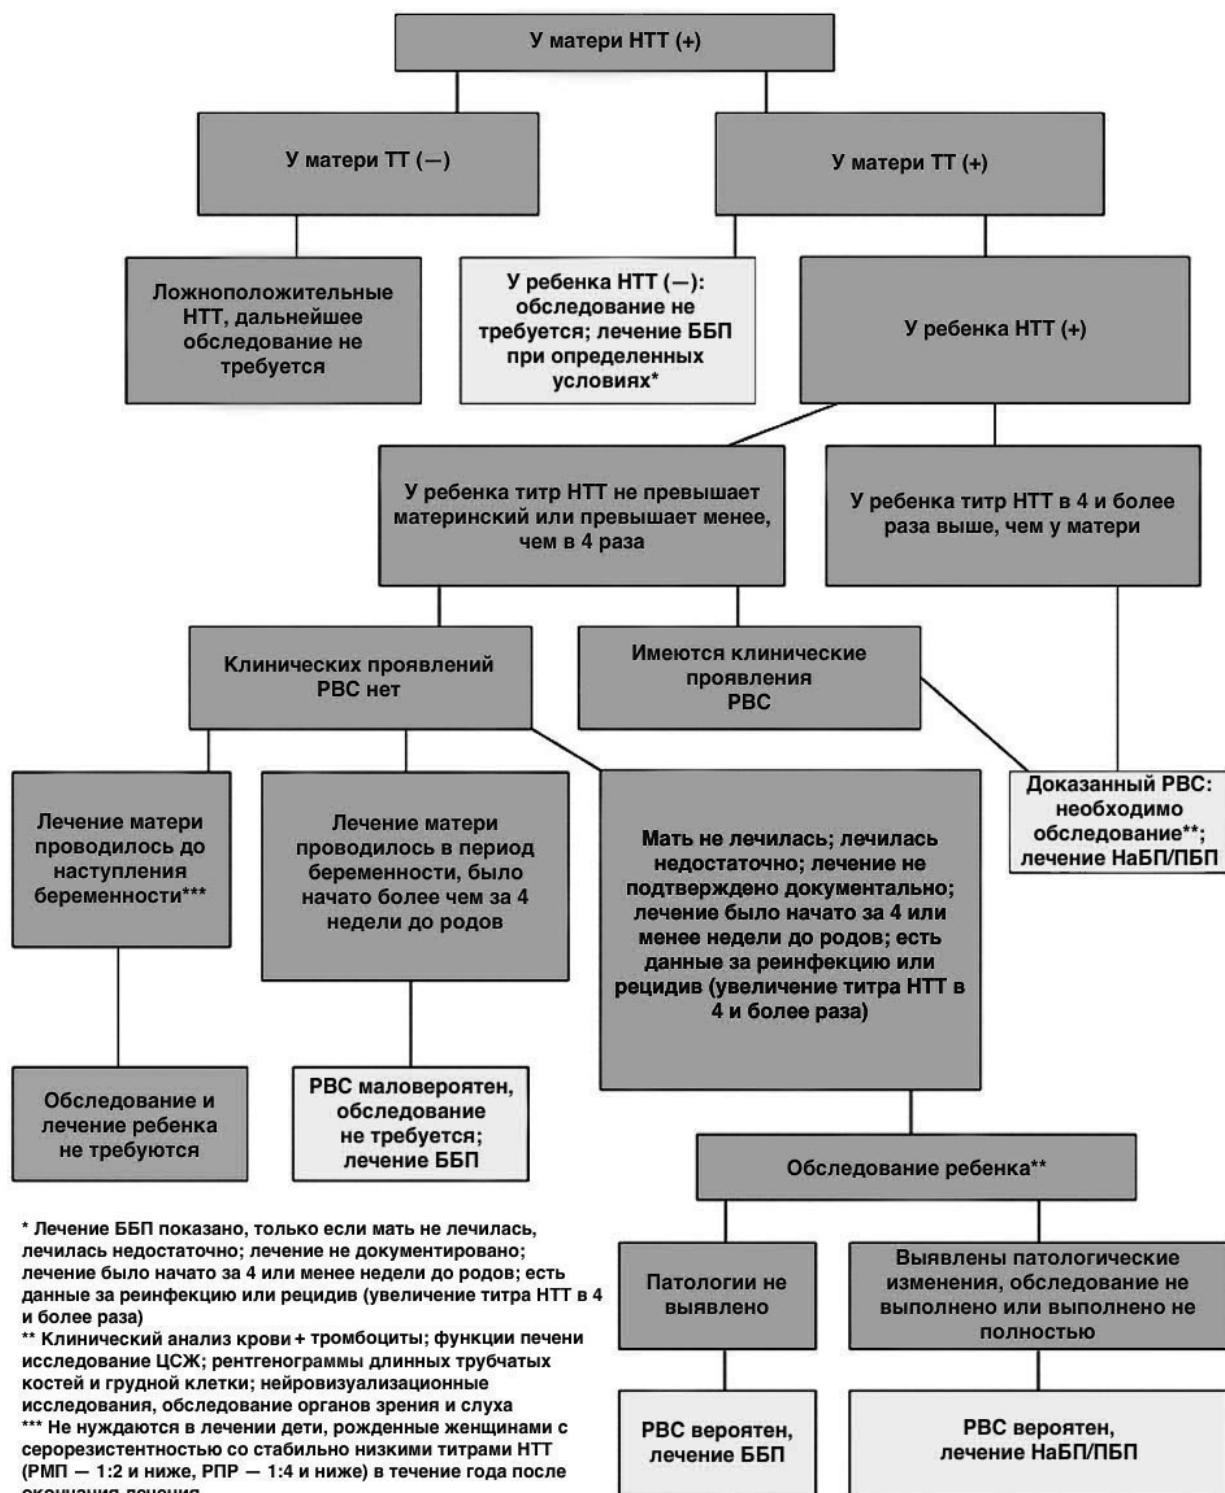 У матери НТТ (+)
У матери ТТ (—)
У матери ТТ (+)
Ложноположительные
НТТ, дальнейшее
обследование не
требуется
У ребенка НТТ (—):
обследование не
требуется; лечение ББП
при определенных
условиях*
У ребенка НТТ (+)
У ребенка титр НТТ не превышает
материнский или превышает менее,
чем в 4 раза
У ребенка титр НТТ в 4 и более
раза выше, чем у матери
Клинических проявлений
РВС нет
Имеются клинические
проявления
РВС
Лечение матери
проводилось до
наступления
беременности***
Лечение матери
проводилось в период
беременности, было
начато более чем за 4
недели до родов
Мать не лечилась; лечилась
недостаточно; лечение не
подтверждено документально;
лечение было начато за 4 или
менее недели до родов; есть
данные за реинфекцию или
рецидив (увеличение титра НТТ в
4 и более раза)
Доказанный РВС:
необходимо
обследование**;
лечение НаБП/ПБП
Обследование и
лечение ребенка
не требуются
РВС маловероятен,
обследование
не требуется;
лечение ББП
Обследование ребенка**
Патологии не
выявлено
Выявлены патологические
изменения, обследование не
выполнено или выполнено не
полностью
РВС вероятен,
лечение ББП
РВС вероятен,
лечение НаБП/ПБП
* Лечение ББП показано, только если мать не лечилась,
лечилась недостаточно; лечение не документировано;
лечение было начато за 4 или менее недели до родов; есть
данные за реинфекцию или рецидив (увеличение титра НТТ в 4
и более раза)
** Клинический анализ крови + тромбоциты; функции печени
исследование ЦСЖ; рентгенограммы длинных трубчатых
костей и грудной клетки; нейровизуализационные
исследования, обследование органов зрения и слуха
*** Не нуждаются в лечении дети, рожденные женщинами с
серорезистентностью со стабильно низкими титрами НТТ
(РМП — 1:2 и ниже, РПР — 1:4 и ниже) в течение года после
окончания лечения